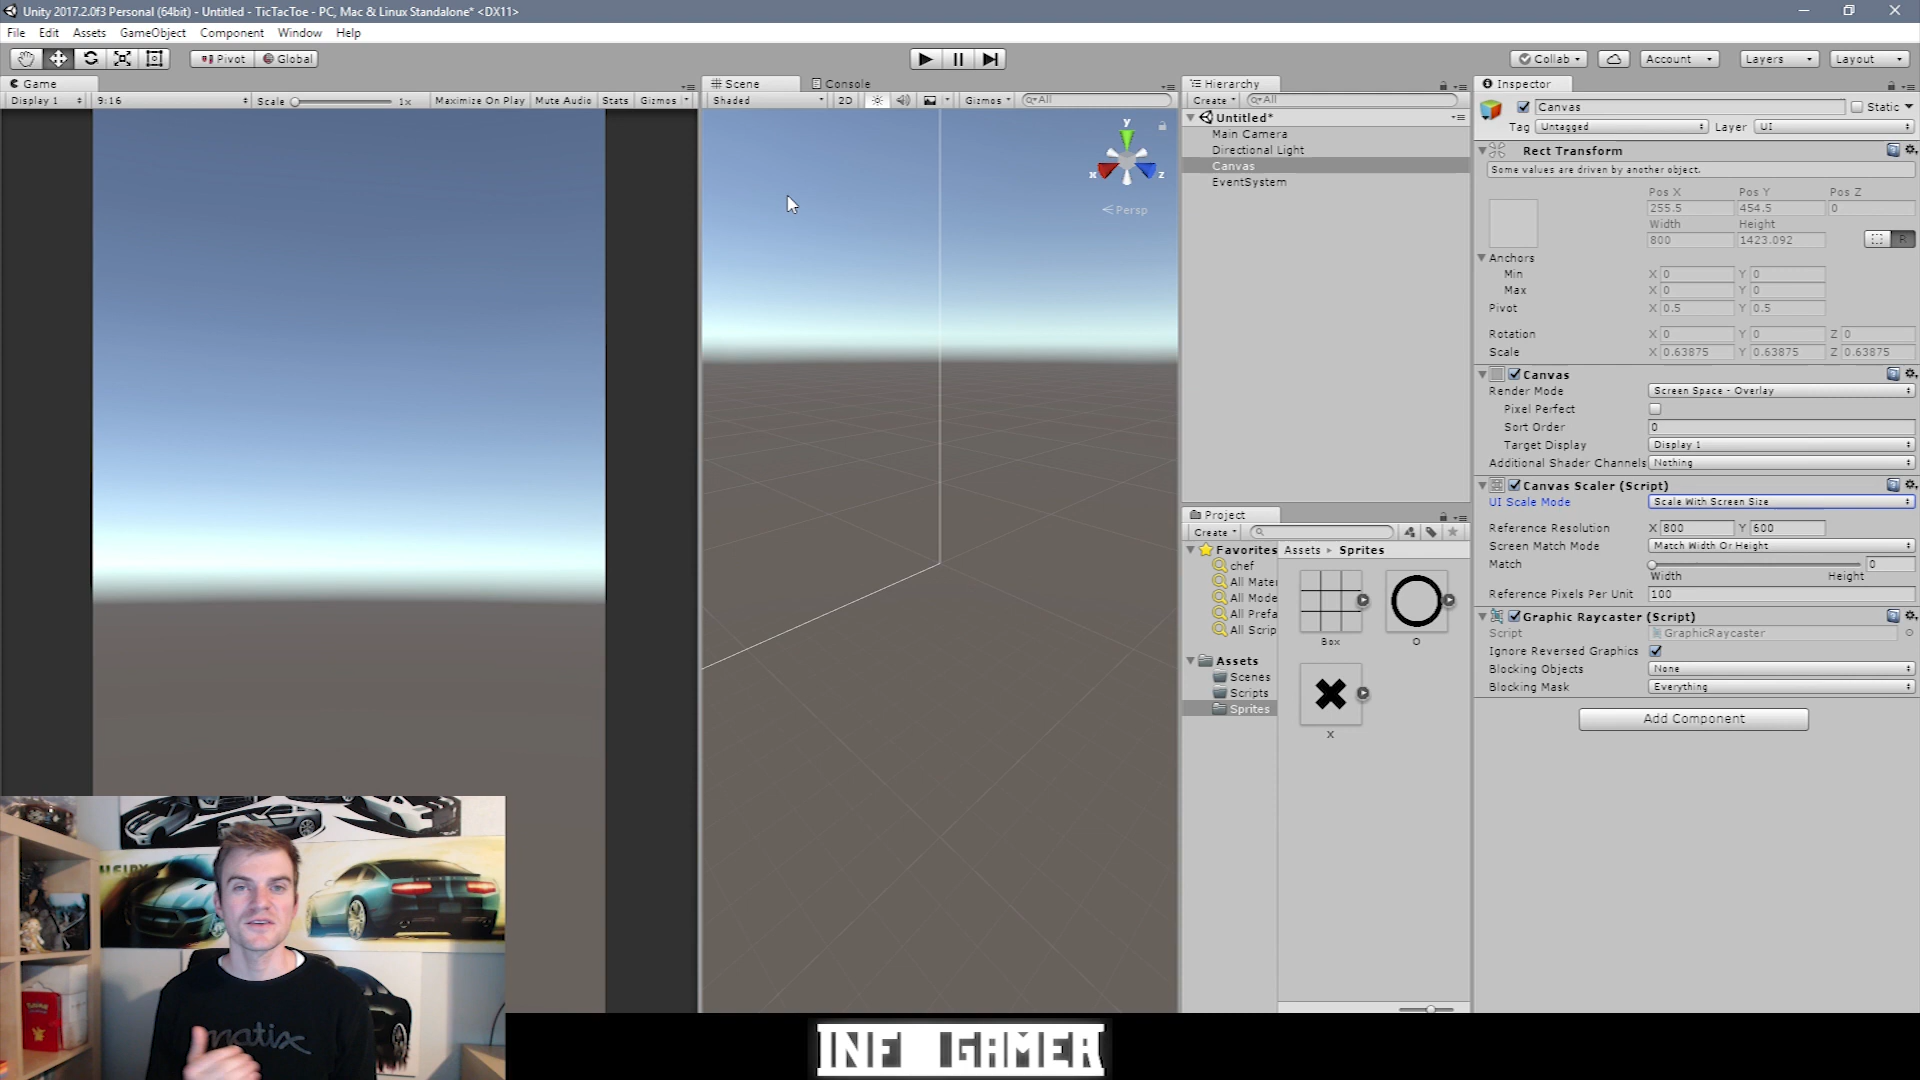 Unity 2017.2.0f3 Personal (64bit) - Untitled - TicTacToe - PC, Mac & Linux Standalone* <DX11>
File Edit Assets GameObject Component Window Help
Pivot Global Collab Account Layers Layout
Game
Display 1 9:16 Scale 1x Maximize On Play Mute Audio Stats Gizmos
Scene Console
Shaded 2D Gizmos All
y
x z
Persp
Hierarchy
Create All
Untitled*
Main Camera
Directional Light
Canvas
EventSystem
Project
Create
Favorites
chef
All Mater
All Mode
All Prefa
All Scrip
Assets
Scenes
Scripts
Sprites
Assets Sprites
Box O
X
Inspector
Canvas Static
Tag Untagged Layer UI
Rect Transform
Some values are driven by another object.
Pos X Pos Y Pos Z
255.5 454.5 0
Width Height
800 1423.092 R
Anchors
Min X 0 Y 0
Max X 0 Y 0
Pivot X 0.5 Y 0.5
Rotation X 0 Y 0 Z 0
Scale X 0.63875 Y 0.63875 Z 0.63875
Canvas
Render Mode Screen Space - Overlay
Pixel Perfect
Sort Order 0
Target Display Display 1
Additional Shader Channels Nothing
Canvas Scaler (Script)
UI Scale Mode Scale With Screen Size
Reference Resolution X 800 Y 600
Screen Match Mode Match Width Or Height
Match 0
Width Height
Reference Pixels Per Unit 100
Graphic Raycaster (Script)
Script GraphicRaycaster
Ignore Reversed Graphics
Blocking Objects None
Blocking Mask Everything
Add Component
INF GAMER